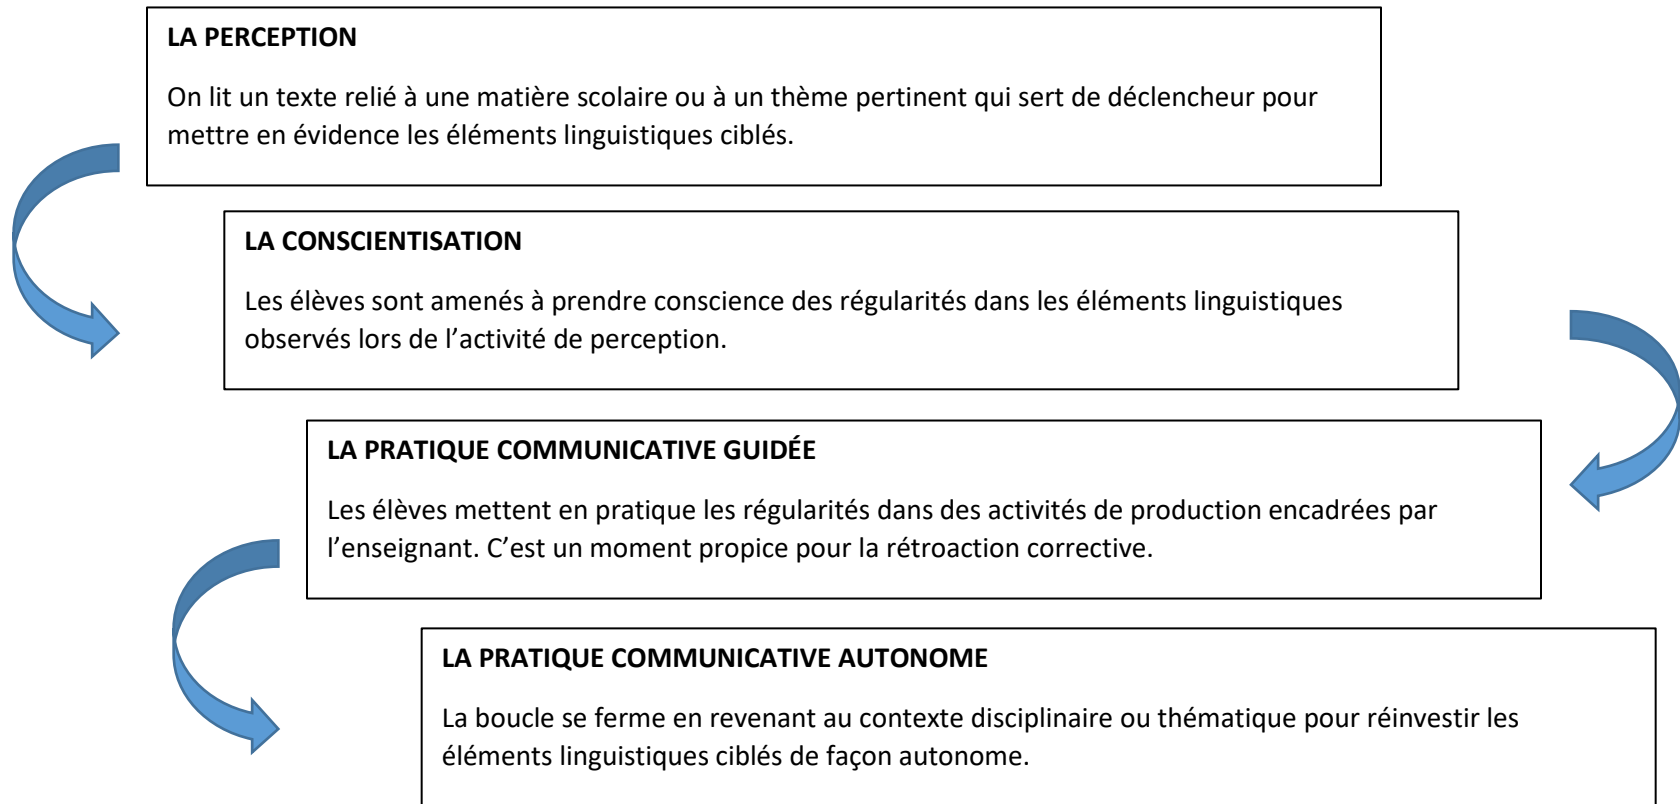 LA PERCEPTION
On lit un texte relié à une matière scolaire ou à un thème pertinent qui sert de déclencheur pour
mettre en évidence les éléments linguistiques ciblés.
LA CONSCIENTISATION
Les élèves sont amenés à prendre conscience des régularités dans les éléments linguistiques
observés lors de l’activité de perception.
LA PRATIQUE COMMUNICATIVE GUIDÉE
Les élèves mettent en pratique les régularités dans des activités de production encadrées par
l’enseignant. C’est un moment propice pour la rétroaction corrective.
LA PRATIQUE COMMUNICATIVE AUTONOME
La boucle se ferme en revenant au contexte disciplinaire ou thématique pour réinvestir les
éléments linguistiques ciblés de façon autonome.